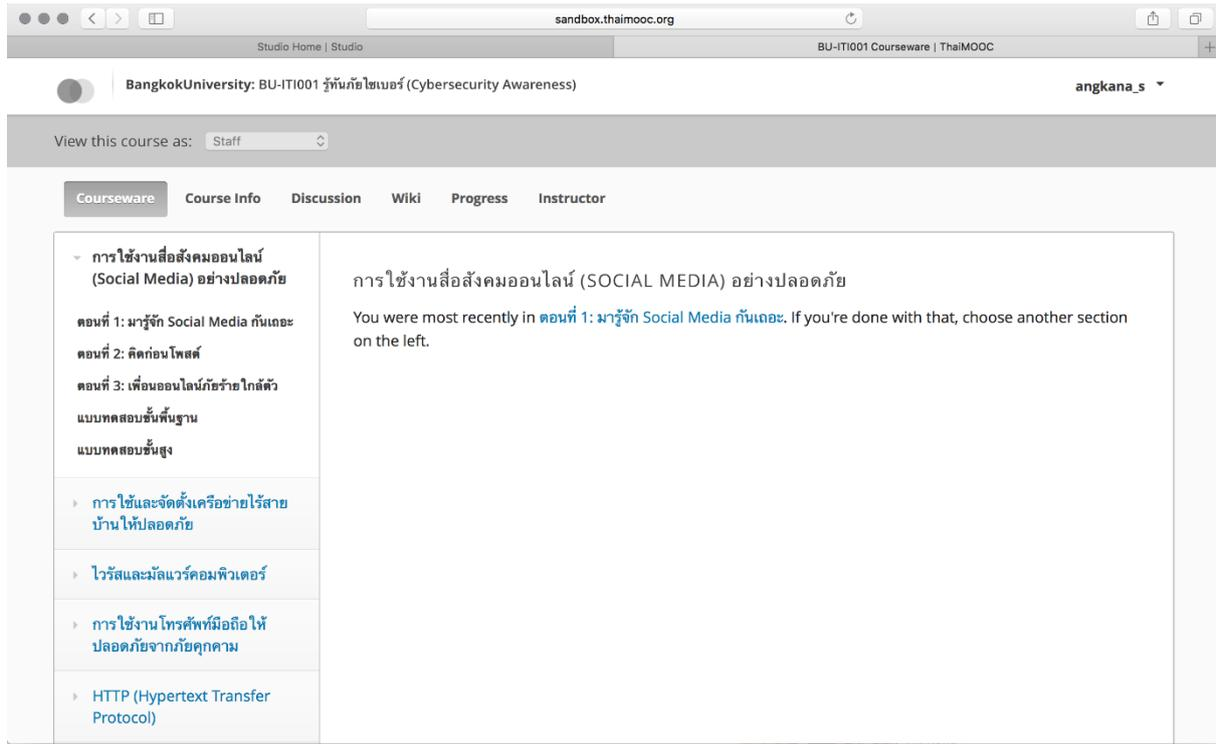 sandbox.thaimooc.org
Studio Home | Studio
BU-ITI001 Courseware | ThaiMOOC
BangkokUniversity: BU-ITI001 รู้ทันภัยไซเบอร์ (Cybersecurity Awareness)
angkana_s
View this course as: Staff
Courseware Course Info Discussion Wiki Progress Instructor
การใช้งานสื่อสังคมออนไลน์
(Social Media) อย่างปลอดภัย
ตอนที่ 1: มารู้จัก Social Media กันเถอะ
ตอนที่ 2: คิดก่อนโพสต์
ตอนที่ 3: เพื่อนออนไลน์ภัยร้ายใกล้ตัว
แบบทดสอบขั้นพื้นฐาน
แบบทดสอบขั้นสูง
การใช้และจัดตั้งเครือข่ายไร้สาย
บ้านให้ปลอดภัย
ไวรัสและมัลแวร์คอมพิวเตอร์
การใช้งานโทรศัพท์มือถือให้
ปลอดภัยจากภัยคุกคาม
HTTP (Hypertext Transfer
Protocol)
การใช้งานสื่อสังคมออนไลน์ (SOCIAL MEDIA) อย่างปลอดภัย
You were most recently in ตอนที่ 1: มารู้จัก Social Media กันเถอะ. If you're done with that, choose another section
on the left.